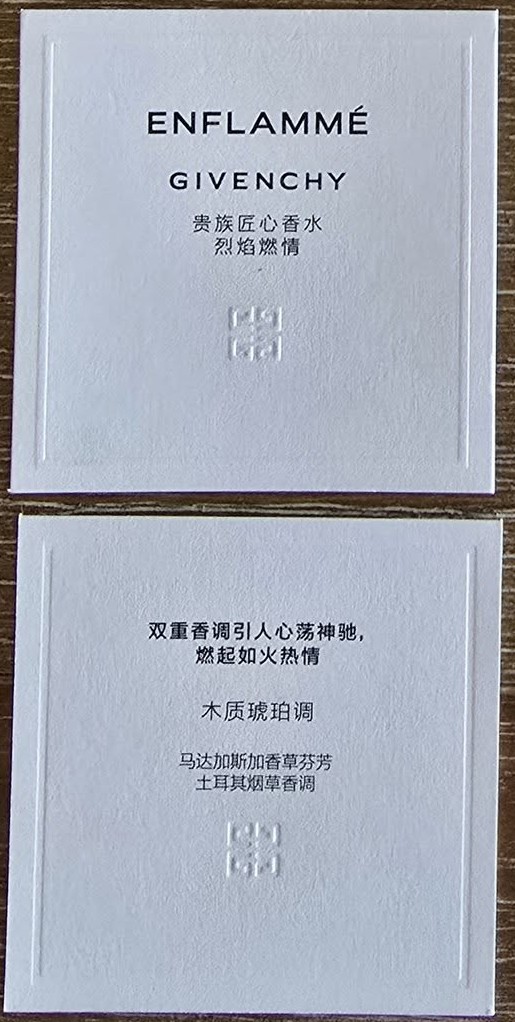 ENFLAMMÉ
GIVENCHY
贵族匠心香水
烈焰燃情
双重香调引人心荡神驰，
燃起如火热情
木质琥珀调
马达加斯加香草芬芳
土耳其烟草香调